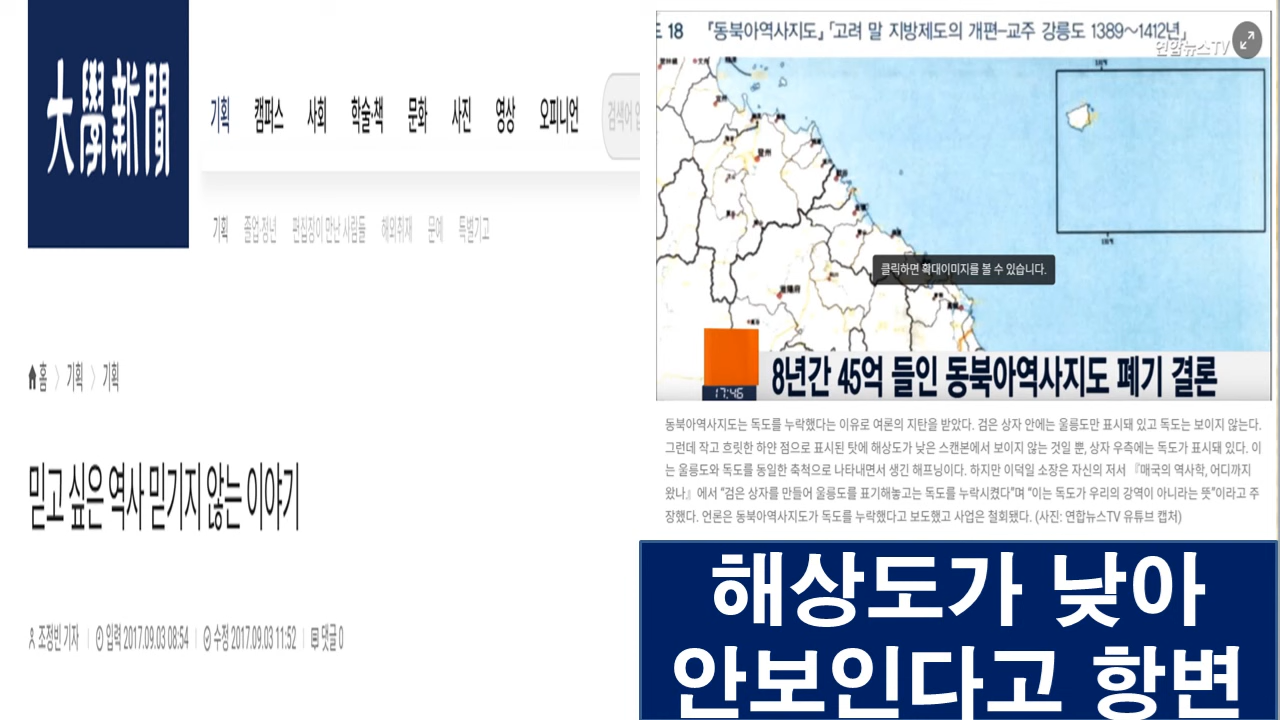 大學新聞
기획 캠퍼스 사회 학술·책 문화 사진 영상 오피니언 검색어 입
기획 졸업·정년 편집장이 만난 사람들 해외취재 문예 특별기고
홈 > 기획 > 기획
믿고 싶은 역사 믿기지 않는 이야기
조정빈 기자 | 입력 2017.09.03 08:54 | 수정 2017.09.03 11:52 | 댓글 0
도 18 『동북아역사지도』「고려 말 지방제도의 개편-교주 강릉도 1389~1412년」
연합뉴스TV
클릭하면 확대이미지를 볼 수 있습니다.
8년간 45억 들인 동북아역사지도 폐기 결론
17:46
동북아역사지도는 독도를 누락했다는 이유로 여론의 지탄을 받았다. 검은 상자 안에는 울릉도만 표시돼 있고 독도는 보이지 않는다.
그런데 작고 흐릿한 하얀 점으로 표시된 탓에 해상도가 낮은 스캔본에서 보이지 않는 것일 뿐, 상자 우측에는 독도가 표시돼 있다. 이
는 울릉도와 독도를 동일한 축척으로 나타내면서 생긴 해프닝이다. 하지만 이덕일 소장은 자신의 저서 『매국의 역사학, 어디까지
왔나』에서 “검은 상자를 만들어 울릉도를 표기해놓고는 독도를 누락시켰다”며 “이는 독도가 우리의 강역이 아니라는 뜻”이라고 주
장했다. 언론은 동북아역사지도가 독도를 누락했다고 보도했고 사업은 철회됐다. (사진: 연합뉴스TV 유튜브 캡처)
해상도가 낮아
안보인다고 항변